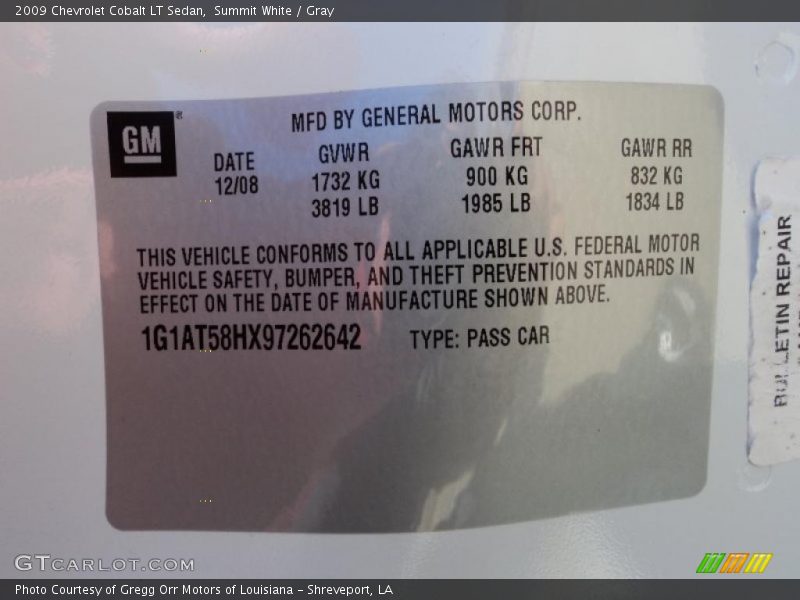 2009 Chevrolet Cobalt LT Sedan,  Summit White / Gray
GM®
MFD BY GENERAL MOTORS CORP.
DATE GVWR GAWR FRT GAWR RR
12/08 1732 KG 900 KG 832 KG
3819 LB 1985 LB 1834 LB
THIS VEHICLE CONFORMS TO ALL APPLICABLE U.S. FEDERAL MOTOR
VEHICLE SAFETY, BUMPER, AND THEFT PREVENTION STANDARDS IN
EFFECT ON THE DATE OF MANUFACTURE SHOWN ABOVE.
1G1AT58HX97262642 TYPE: PASS CAR
BULLETIN REPAIR
GTCARLOT.COM
Photo Courtesy of Gregg Orr Motors of Louisiana – Shreveport, LA